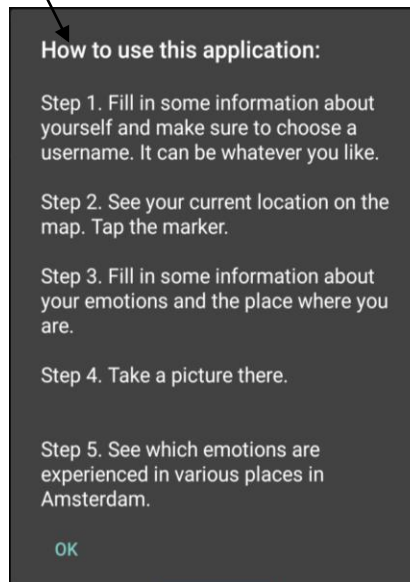 How to use this application:
Step 1. Fill in some information about
yourself and make sure to choose a
username. It can be whatever you like.
Step 2. See your current location on the
map. Tap the marker.
Step 3. Fill in some information about
your emotions and the place where you
are.
Step 4. Take a picture there.
Step 5. See which emotions are
experienced in various places in
Amsterdam.
OK